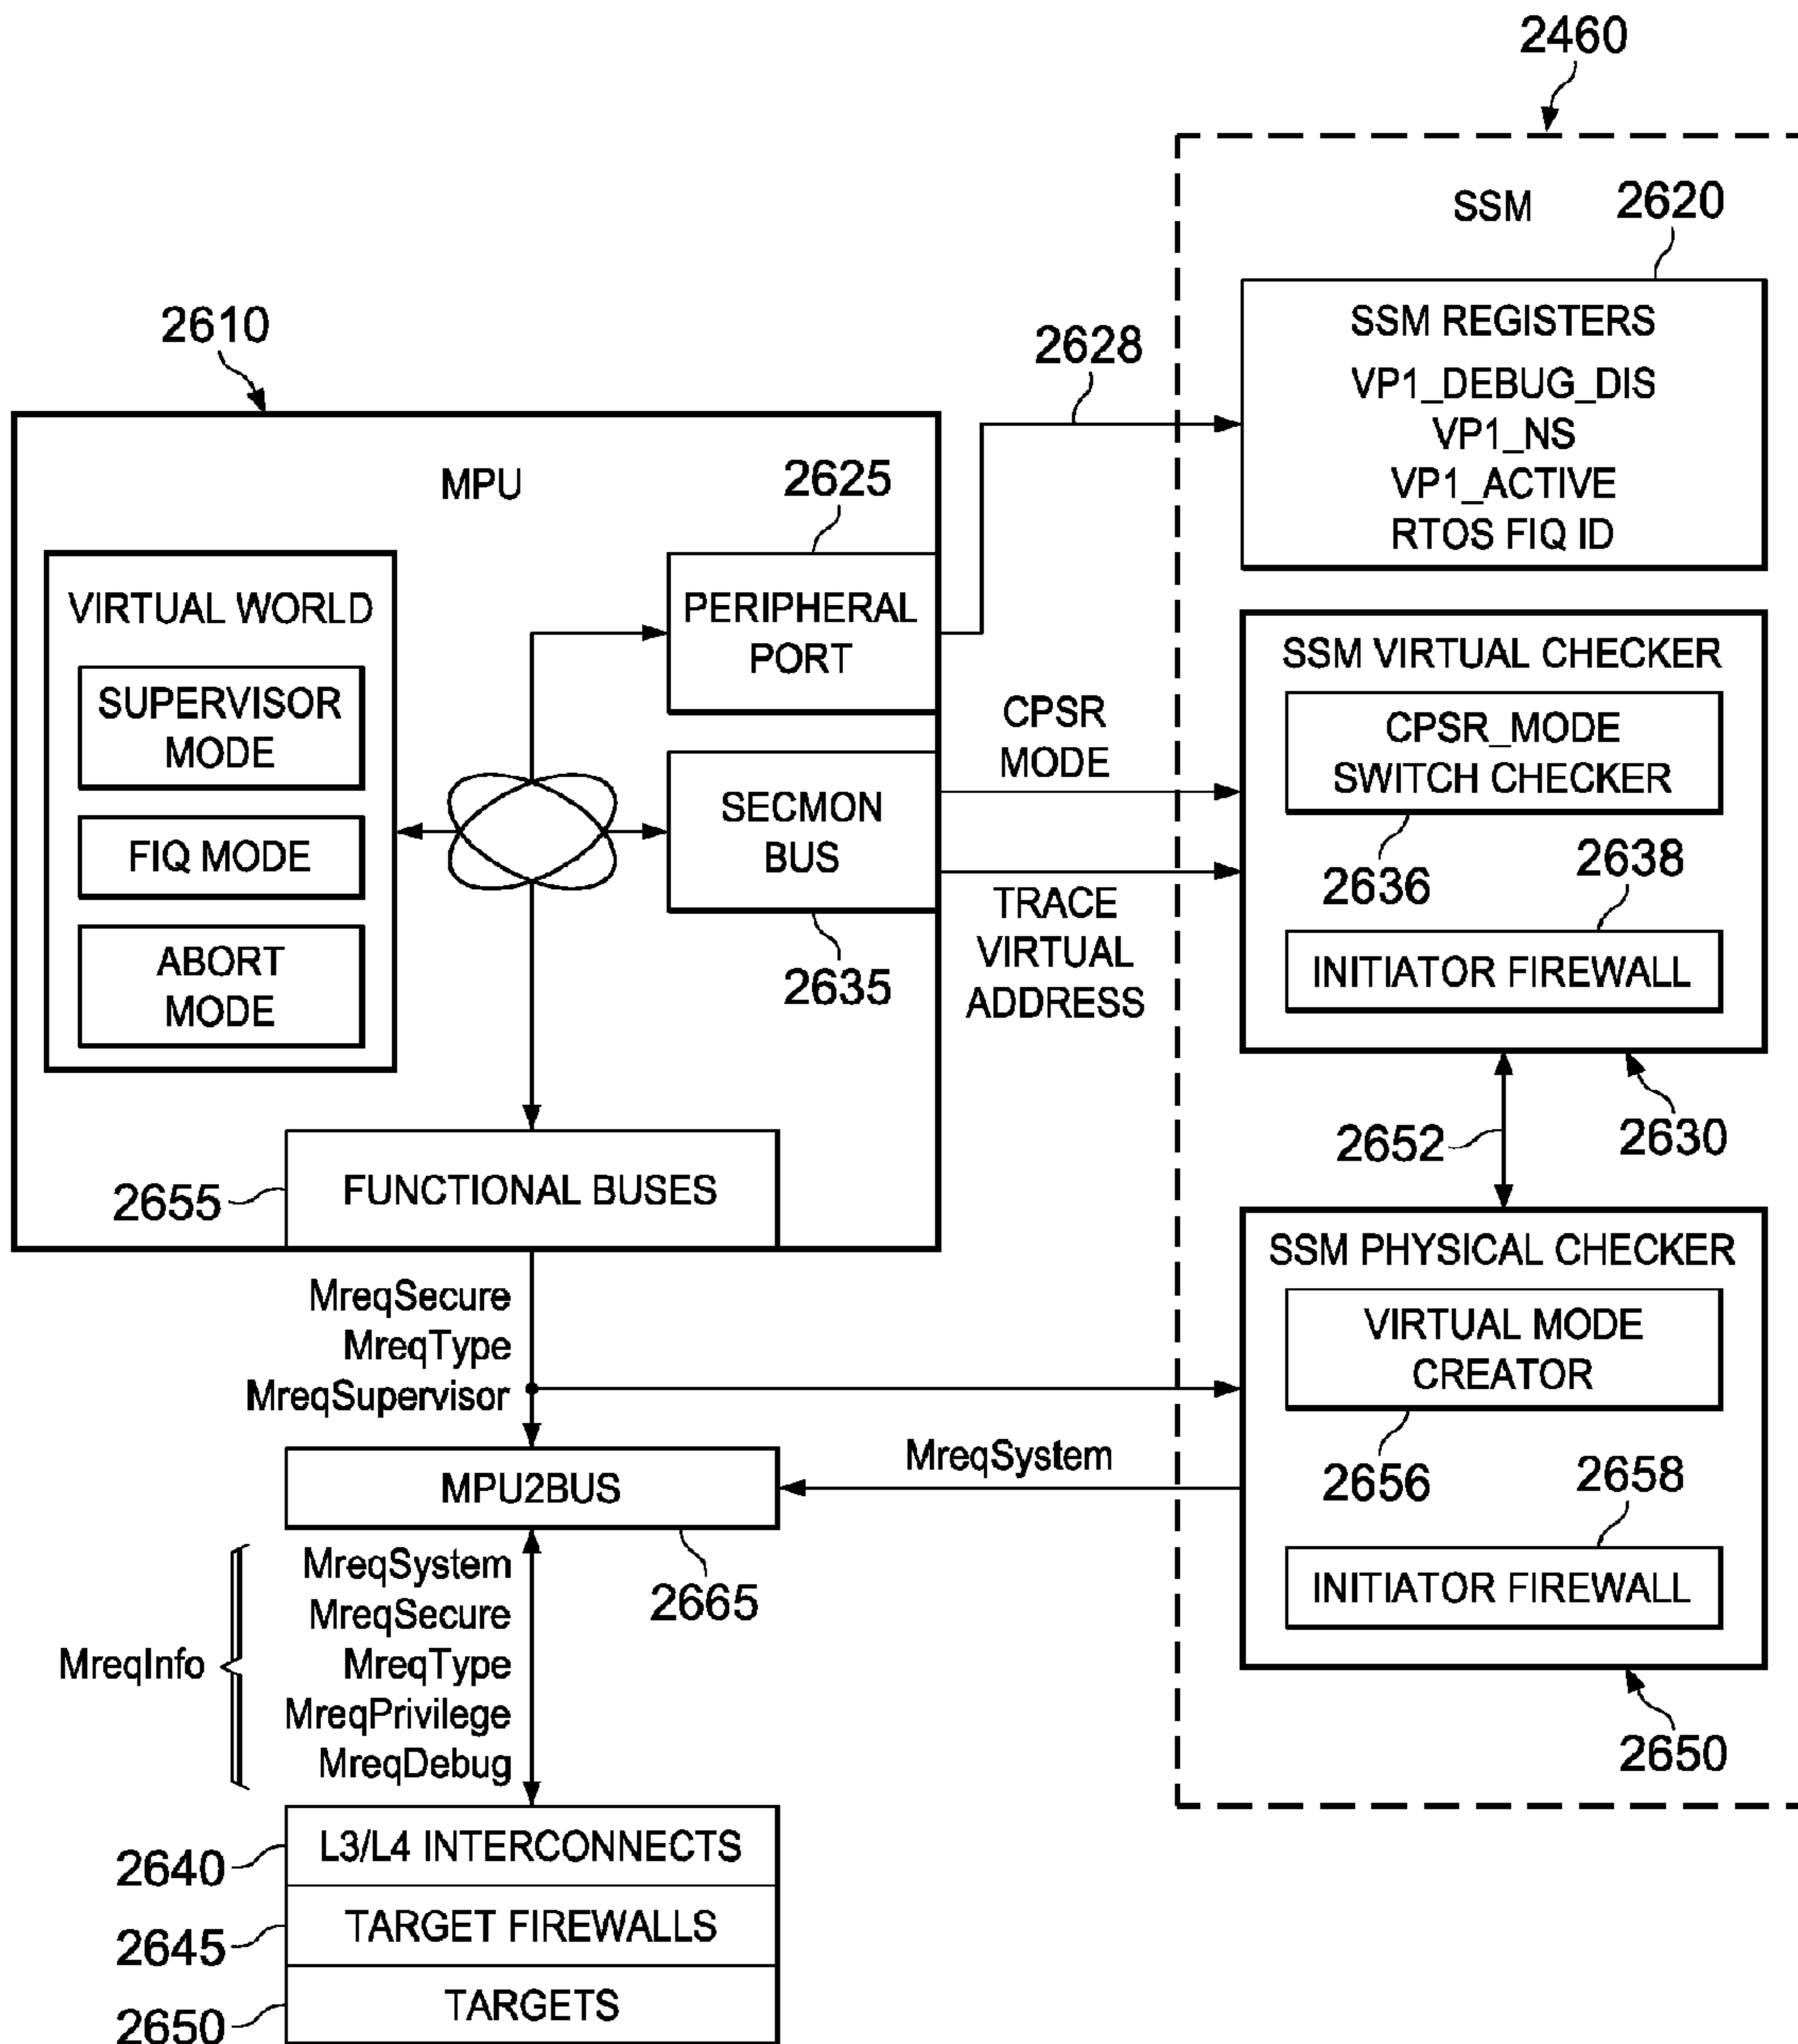 2460
SSM
2620
SSM REGISTERS
VP1_DEBUG_DIS
VP1_NS
VP1_ACTIVE
RTOS FIQ ID
2610
2628
MPU
2625
PERIPHERAL
PORT
VIRTUAL WORLD
SUPERVISOR
MODE
FIQ MODE
ABORT
MODE
SECMON
BUS
2635
CPSR
MODE
TRACE
VIRTUAL
ADDRESS
SSM VIRTUAL CHECKER
CPSR_MODE
SWITCH CHECKER
2636
2638
INITIATOR FIREWALL
2630
2652
2655
FUNCTIONAL BUSES
SSM PHYSICAL CHECKER
VIRTUAL MODE
CREATOR
2656
2658
INITIATOR FIREWALL
2650
MreqSecure
MreqType
MreqSupervisor
MreqSystem
MPU2BUS
2665
MreqInfo
MreqSystem
MreqSecure
MreqType
MreqPrivilege
MreqDebug
2640
L3/L4 INTERCONNECTS
2645
TARGET FIREWALLS
2650
TARGETS